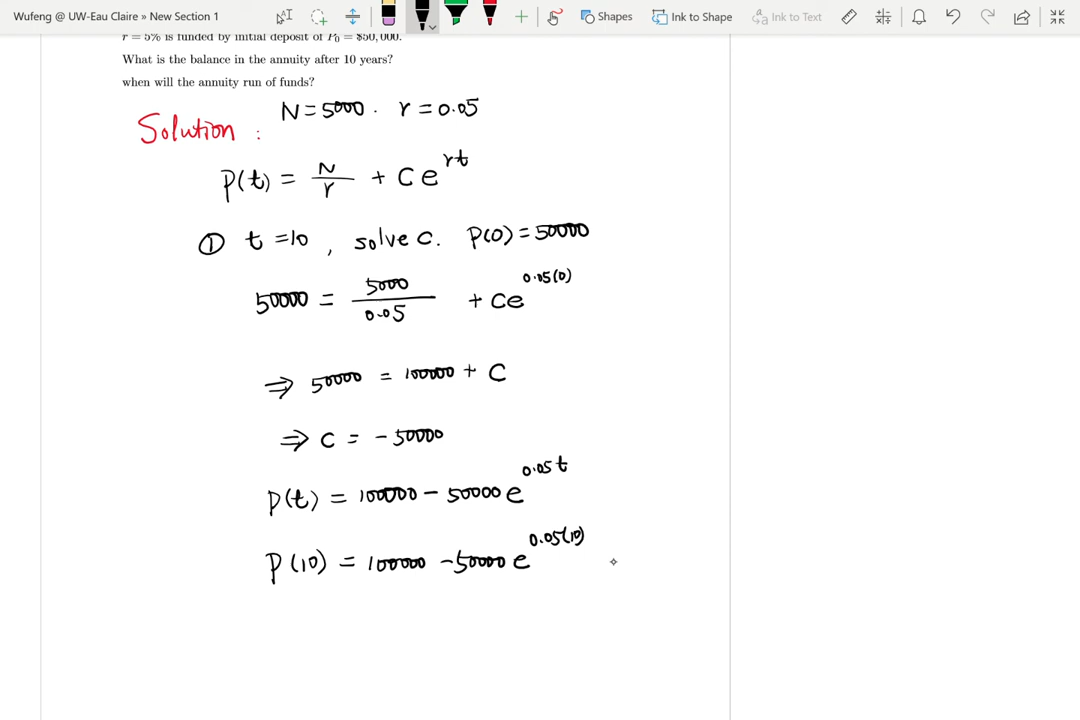 Wufeng @ UW-Eau Claire » New Section 1
Shapes
Ink to Shape
Ink to Text
r = 5% is funded by initial deposit of P₀ = $50,000.
What is the balance in the annuity after 10 years?
when will the annuity run of funds?
N = 5000 . r = 0.05
Solution :
P(t) = N/r + Ce^{rt}
① t = 10 , solve C. P(0) = 50000
50000 = 5000/0.05 + Ce^{0.05(0)}
⇒ 50000 = 100000 + C
⇒ C = -50000
P(t) = 100000 - 50000 e^{0.05t}
P(10) = 100000 - 50000 e^{0.05(10)}